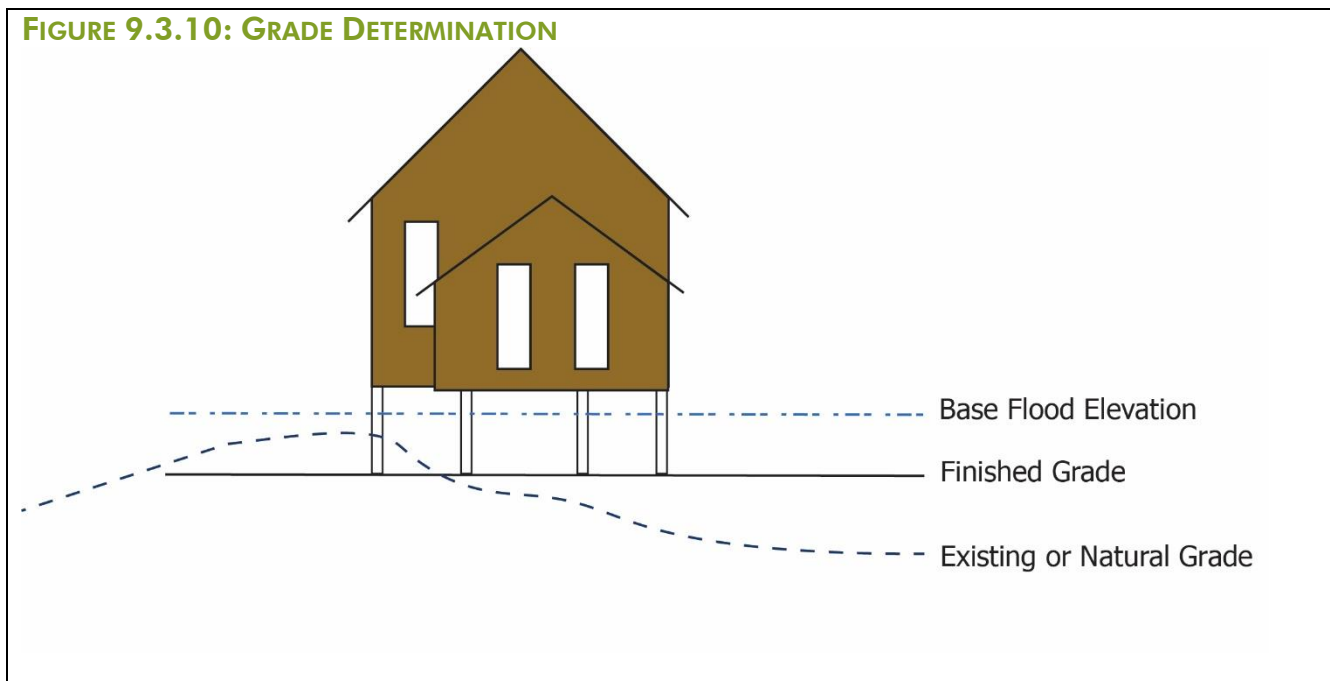 FIGURE 9.3.10: GRADE DETERMINATION
Base Flood Elevation
Finished Grade
Existing or Natural Grade